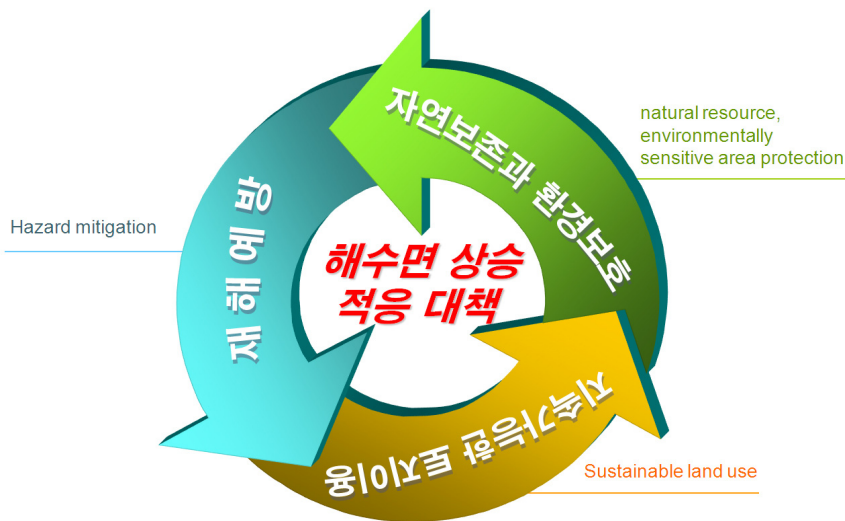 자연보존과 환경보호
natural resource,
environmentally
sensitive area protection
재해예방
Hazard mitigation
해수면 상승
적응 대책
지속가능한 토지이용
Sustainable land use